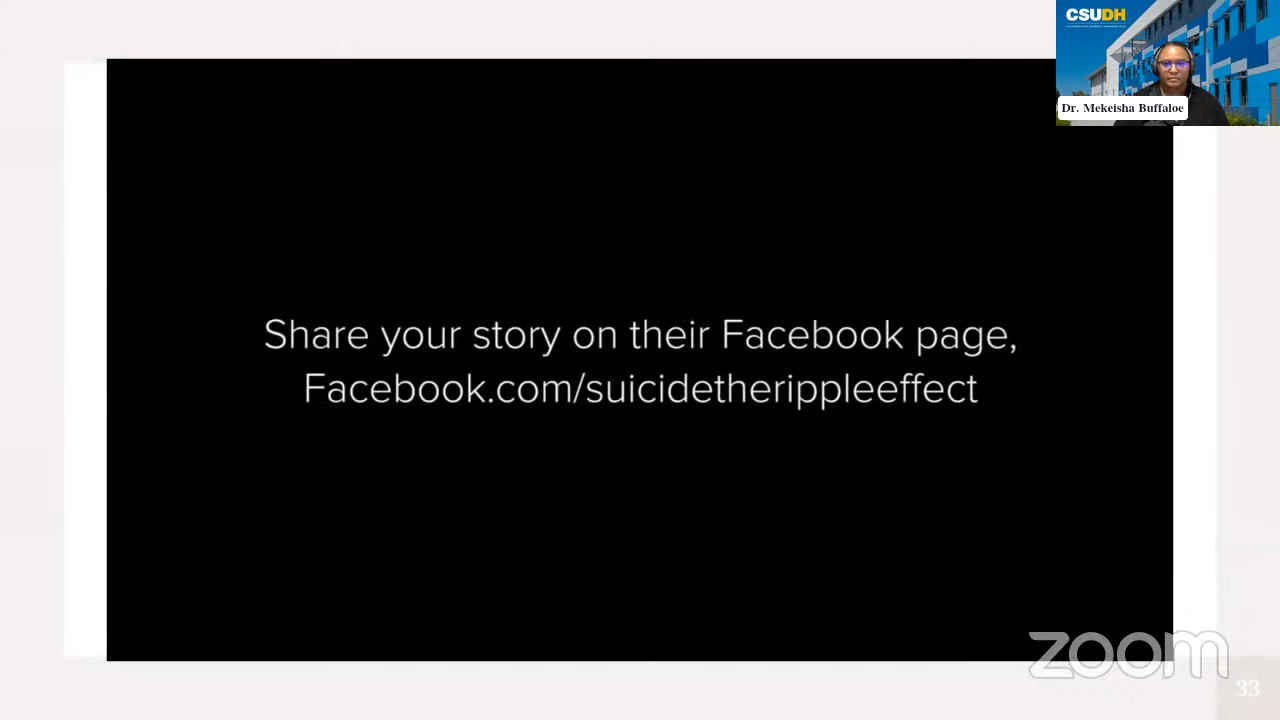 CSUDH
Dr. Mekeisha Buffaloe
Share your story on their Facebook page,
Facebook.com/suicidetherippleeffect
zoom
33